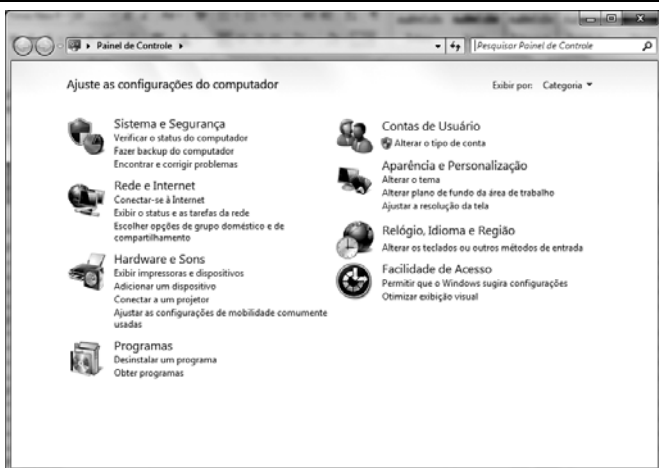 Painel de Controle
Pesquisar Painel de Controle
Ajuste as configurações do computador
Exibir por: Categoria
Sistema e Segurança
Verificar o status do computador
Fazer backup do computador
Encontrar e corrigir problemas
Rede e Internet
Conectar-se à Internet
Exibir o status e as tarefas da rede
Escolher opções de grupo doméstico e de
compartilhamento
Hardware e Sons
Exibir impressoras e dispositivos
Adicionar um dispositivo
Conectar a um projetor
Ajustar as configurações de mobilidade comumente
usadas
Programas
Desinstalar um programa
Obter programas
Contas de Usuário
Alterar o tipo de conta
Aparência e Personalização
Alterar o tema
Alterar plano de fundo da área de trabalho
Ajustar a resolução da tela
Relógio, Idioma e Região
Alterar os teclados ou outros métodos de entrada
Facilidade de Acesso
Permitir que o Windows sugira configurações
Otimizar exibição visual